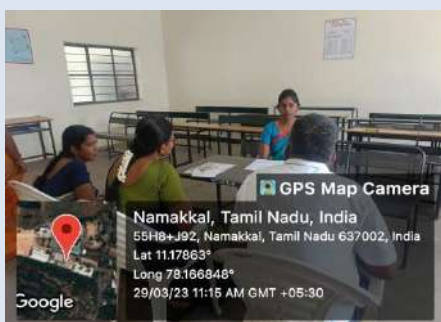 GPS Map Camera
Namakkal, Tamil Nadu, India
55H8+J92, Namakkal, Tamil Nadu 637002, India
Lat 11.17863°
Long 78.166848°
29/03/23 11:15 AM GMT +05:30
Google